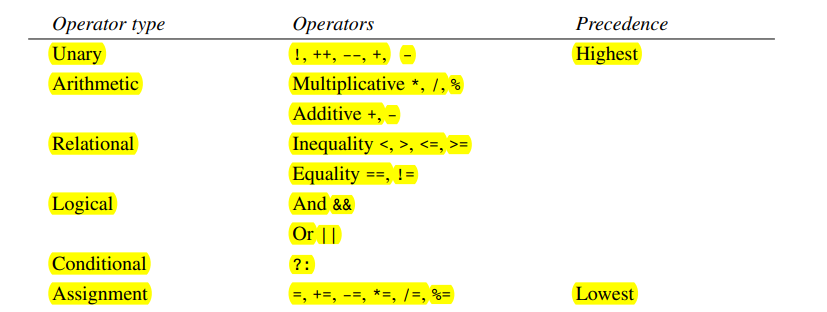 Operator type Operators Precedence
Unary !, ++, --, +, - Highest
Arithmetic Multiplicative *, /, %
Additive +, -
Relational Inequality <, >, <=, >=
Equality ==, !=
Logical And &&
Or ||
Conditional ?:
Assignment =, +=, -=, *=, /=, %= Lowest